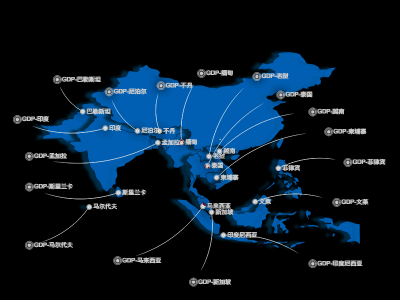 GDP-缅甸
GDP-老挝
GDP-巴勒斯坦
GDP-不丹
GDP-尼泊尔
GDP-泰国
巴勒斯坦
GDP-越南
GDP-印度
印度
尼泊尔
不丹
GDP-柬埔寨
孟加拉
缅甸
越南
GDP-孟加拉
老挝
GDP-菲律宾
泰国
菲律宾
柬埔寨
GDP-斯里兰卡
斯里兰卡
文莱
GDP-文莱
马尔代夫
马来西亚
新加坡
印度尼西亚
GDP-马尔代夫
GDP-马来西亚
GDP-印度尼西亚
GDP-新加坡